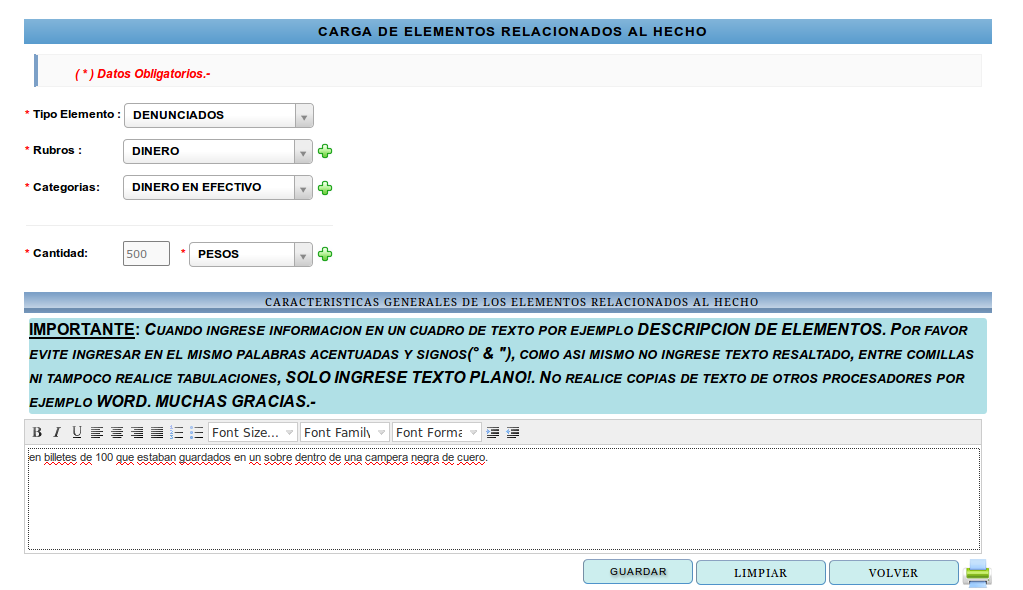 CARGA DE ELEMENTOS RELACIONADOS AL HECHO
( * ) Datos Obligatorios.-
* Tipo Elemento : DENUNCIADOS
* Rubros : DINERO
* Categorias: DINERO EN EFECTIVO
* Cantidad: 500 * PESOS
CARACTERISTICAS GENERALES DE LOS ELEMENTOS RELACIONADOS AL HECHO
IMPORTANTE: CUANDO INGRESE INFORMACION EN UN CUADRO DE TEXTO POR EJEMPLO DESCRIPCION DE ELEMENTOS. POR FAVOR
EVITE INGRESAR EN EL MISMO PALABRAS ACENTUADAS Y SIGNOS(° & "), COMO ASI MISMO NO INGRESE TEXTO RESALTADO, ENTRE COMILLAS
NI TAMPOCO REALICE TABULACIONES, SOLO INGRESE TEXTO PLANO!. NO REALICE COPIAS DE TEXTO DE OTROS PROCESADORES POR
EJEMPLO WORD. MUCHAS GRACIAS.-
B I U Font Size... Font Family Font Forma
en billetes de 100 que estaban guardados en un sobre dentro de una campera negra de cuero.
GUARDAR LIMPIAR VOLVER